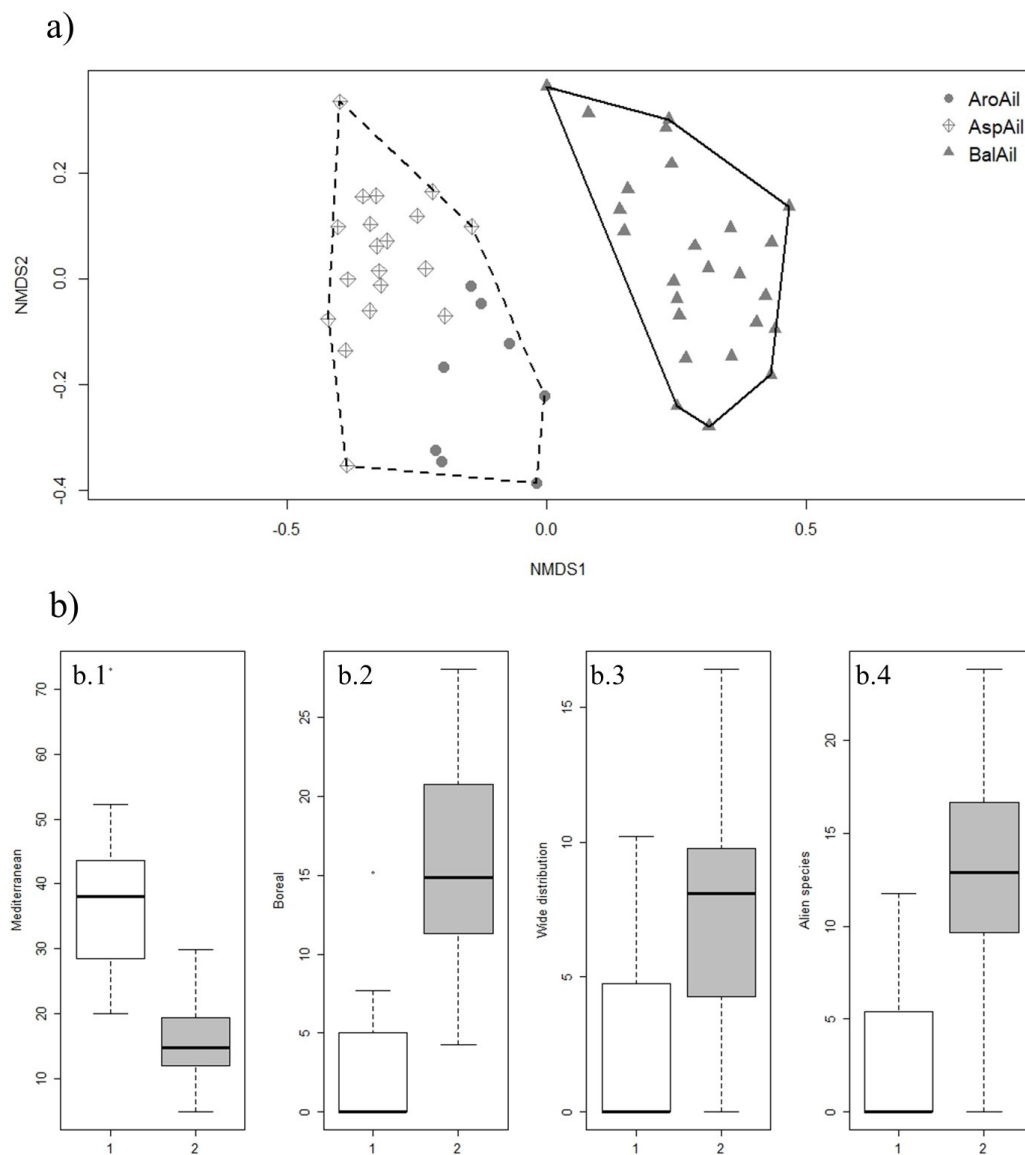 a)
AroAil
AspAil
BalAil
NMDS2
0.2
0.0
-0.2
-0.4
-0.5
0.0
0.5
NMDS1
b)
b.1
Mediterranean
70
60
50
40
30
20
10
1
2
b.2
Boreal
25
20
15
10
5
0
1
2
b.3
Wide distribution
15
10
5
0
1
2
b.4
Alien species
20
15
10
5
0
1
2